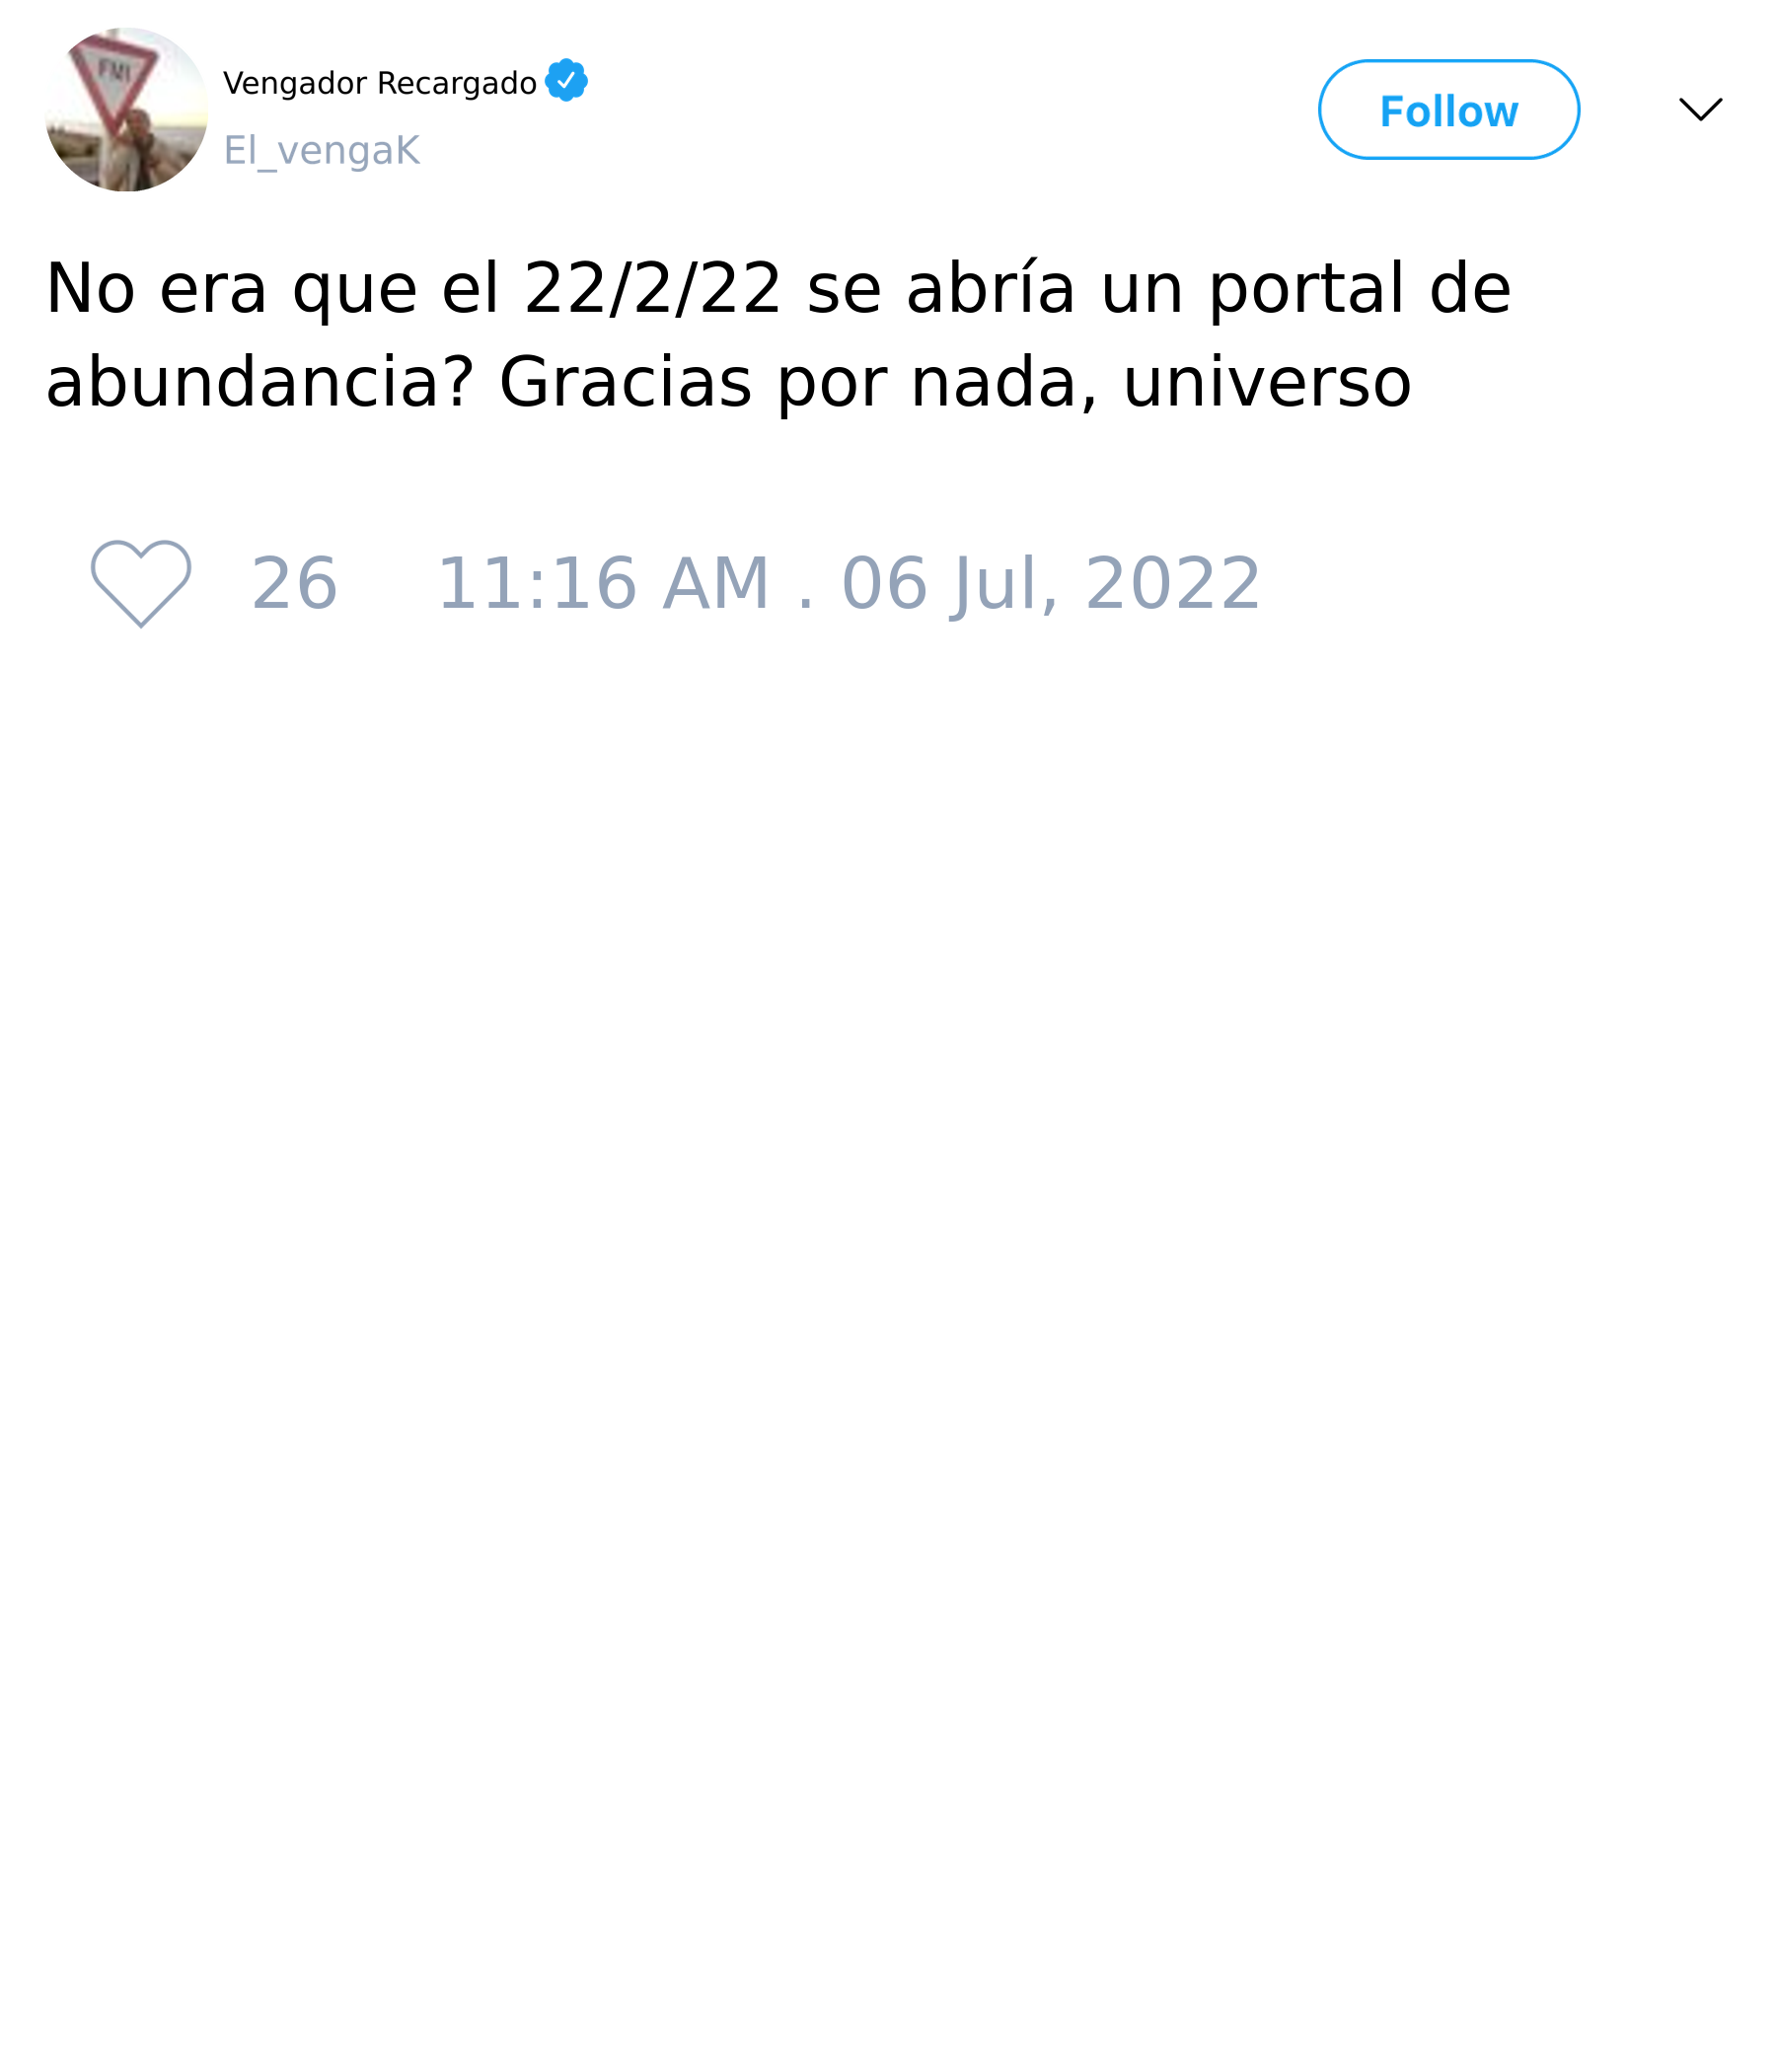 FMI
Vengador Recargado
El_vengaK
Follow
No era que el 22/2/22 se abría un portal de
abundancia? Gracias por nada, universo
26 11:16 AM . 06 Jul, 2022